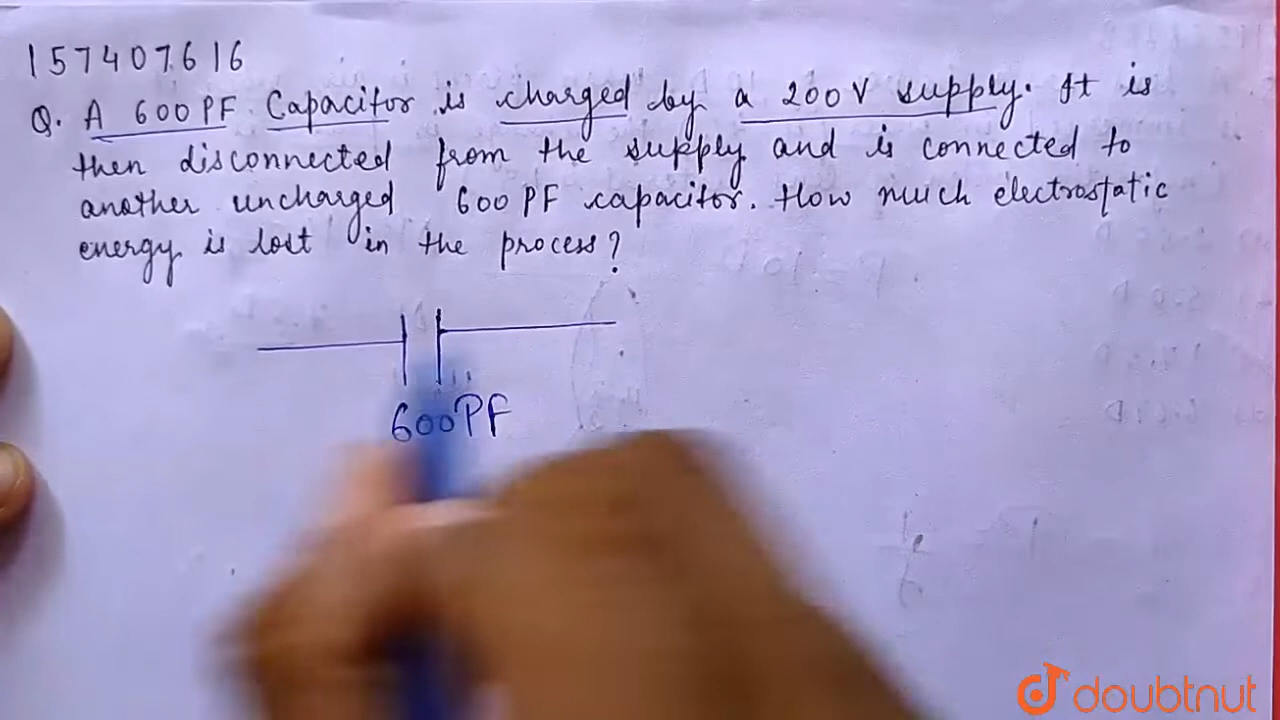 157407616
Q. A 600PF Capacitor is charged by a 200V supply. It is
then disconnected from the supply and is connected to
another uncharged 600PF capacitor. How much electrostatic
energy is lost in the process?
600PF
doubtnut